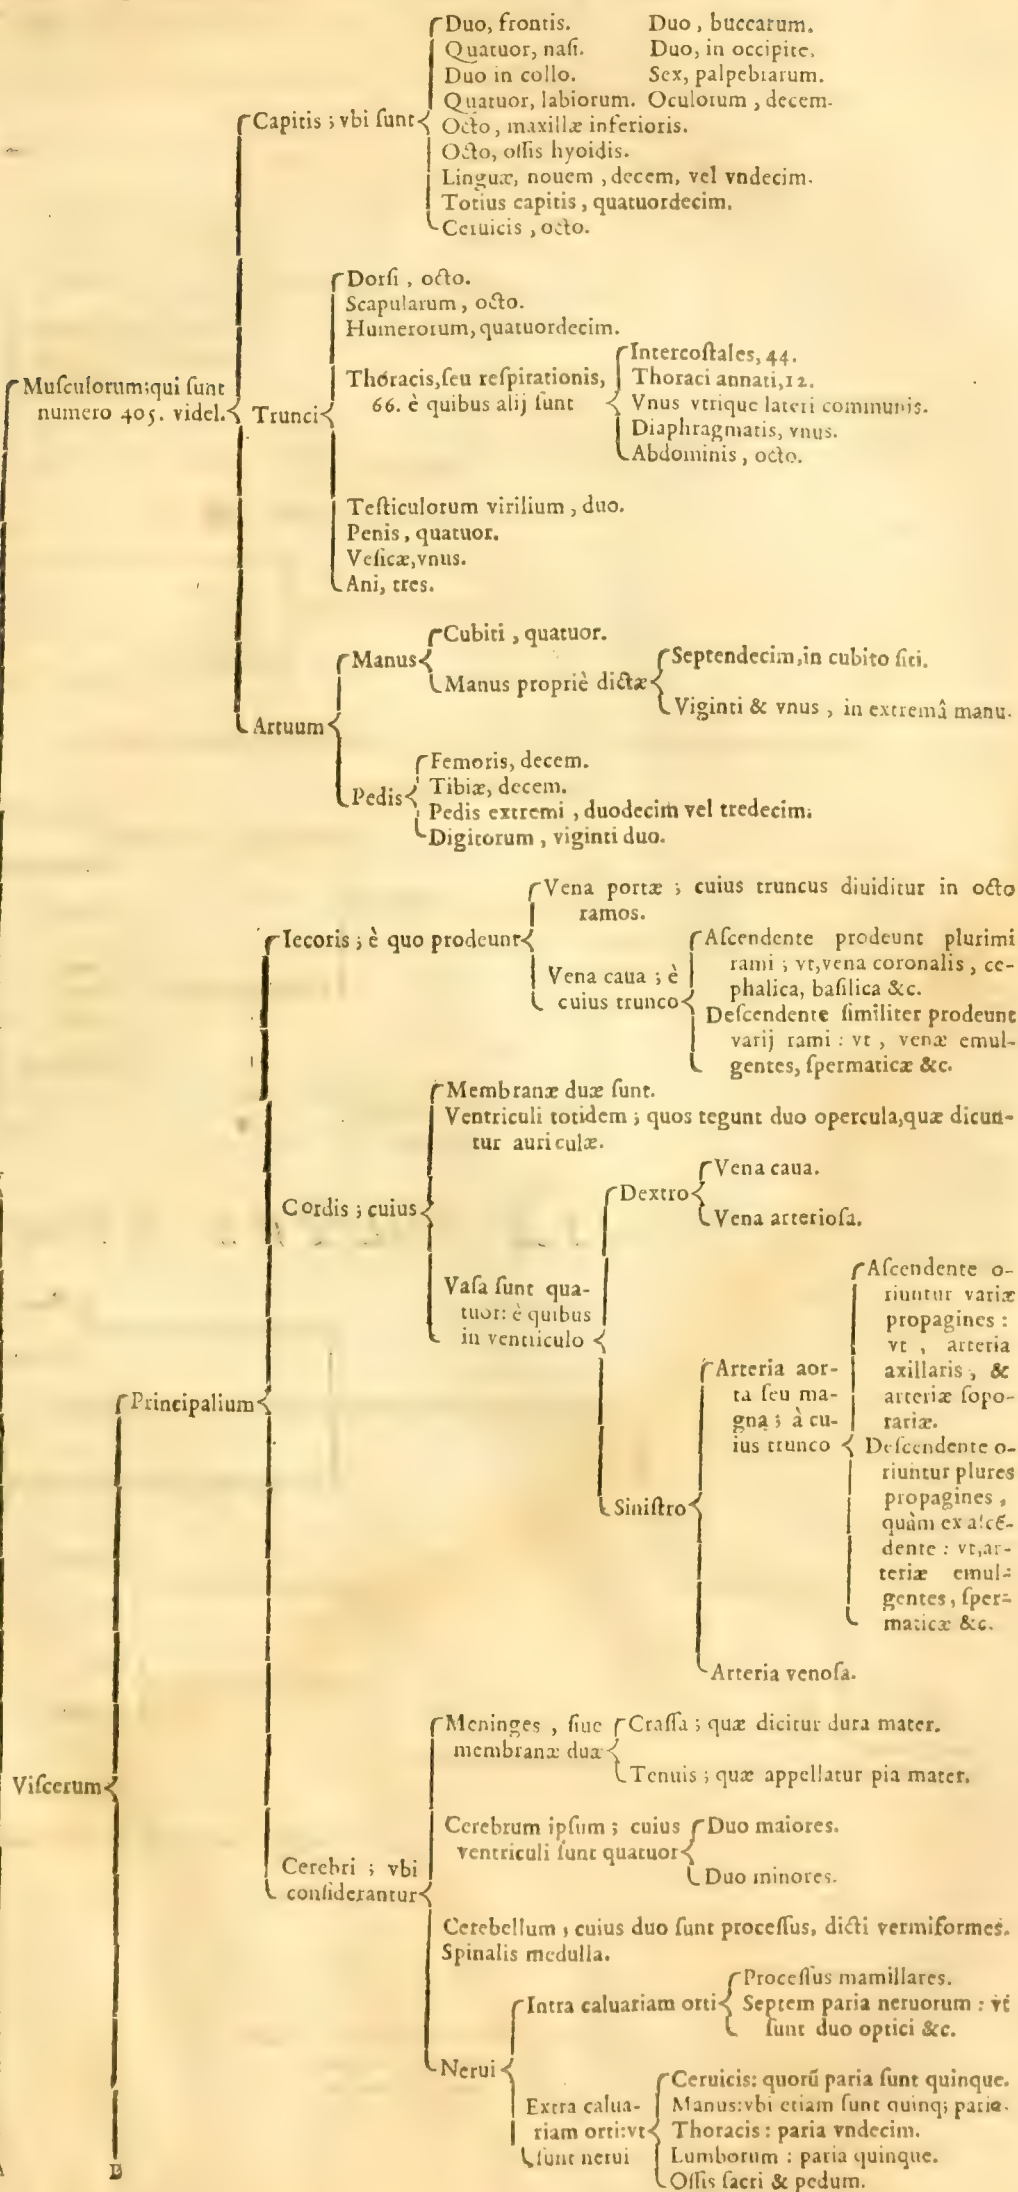 Duo, frontis. Duo, buccarum.
Quatuor, naſi. Duo, in occipite.
Duo in collo. Sex, palpebrarum.
Quatuor, labiorum. Oculorum, decem.
Capitis; vbi ſunt
Octo, maxillæ inferioris.
Octo, oſſis hyoidis.
Linguæ, nouem, decem, vel vndecim.
Totius capitis, quatuordecim.
Ceruicis, octo.
Dorſi, octo.
Scapularum, octo.
Humerorum, quatuordecim.
Muſculorum; qui ſunt
numero 405. videl.
Trunci
Thoracis, ſeu reſpirationis,
66. è quibus alij ſunt
Intercoſtales, 44.
Thoraci annati, 12.
Vnus vtrique lateri communis.
Diaphragmatis, vnus.
Abdominis, octo.
Teſticulorum virilium, duo.
Penis, quatuor.
Veſicæ, vnus.
Ani, tres.
Artuum
Manus
Cubiti, quatuor.
Manus propriè dictæ
Septendecim, in cubito ſiti.
Viginti & vnus, in extremâ manu.
Pedis
Femoris, decem.
Tibiæ, decem.
Pedis extremi, duodecim vel tredecim.
Digitorum, viginti duo.
Iecoris; è quo prodeunt
Vena portæ; cuius truncus diuiditur in octo
ramos.
Vena caua; è
cuius trunco
Aſcendente prodeunt plurimi
rami; vt, vena coronalis, ce-
phalica, baſilica &c.
Deſcendente ſimiliter prodeunt
varij rami: vt, venæ emul-
gentes, ſpermaticæ &c.
Cordis; cuius
Membranæ duæ ſunt.
Ventriculi totidem; quos tegunt duo opercula, quæ dicun-
tur auriculæ.
Vaſa ſunt qua-
tuor: è quibus
in ventriculo
Dextro
Vena caua.
Vena arterioſa.
Siniſtro
Arteria aor-
ta ſeu ma-
gna; à cu-
ius trunco
Aſcendente o-
riuntur variæ
propagines:
vt, arteria
axillaris, &
arteriæ ſopo-
rariæ.
Deſcendente o-
riuntur plures
propagines,
quàm ex aſcē-
dente: vt, ar-
teriæ emul-
gentes, ſper-
maticæ &c.
Arteria venoſa.
Principalium
Viſcerum
Cerebri; vbi
conſiderantur
Meninges, ſiue
membranæ duæ
Craſſa; quæ dicitur dura mater.
Tenuis; quæ appellatur pia mater.
Cerebrum ipſum; cuius
ventriculi ſunt quatuor
Duo maiores.
Duo minores.
Cerebellum, cuius duo ſunt proceſſus, dicti vermiformes.
Spinalis medulla.
Nerui
Intra caluariam orti
Proceſſus mamillares.
Septem paria neruorum: vt
ſunt duo optici &c.
Extra calua-
riam orti: vt
ſunt nerui
Ceruicis: quorū paria ſunt quinque.
Manus: vbi etiam ſunt quinq; paria.
Thoracis: paria vndecim.
Lumborum: paria quinque.
Oſſis ſacri & pedum.
A B